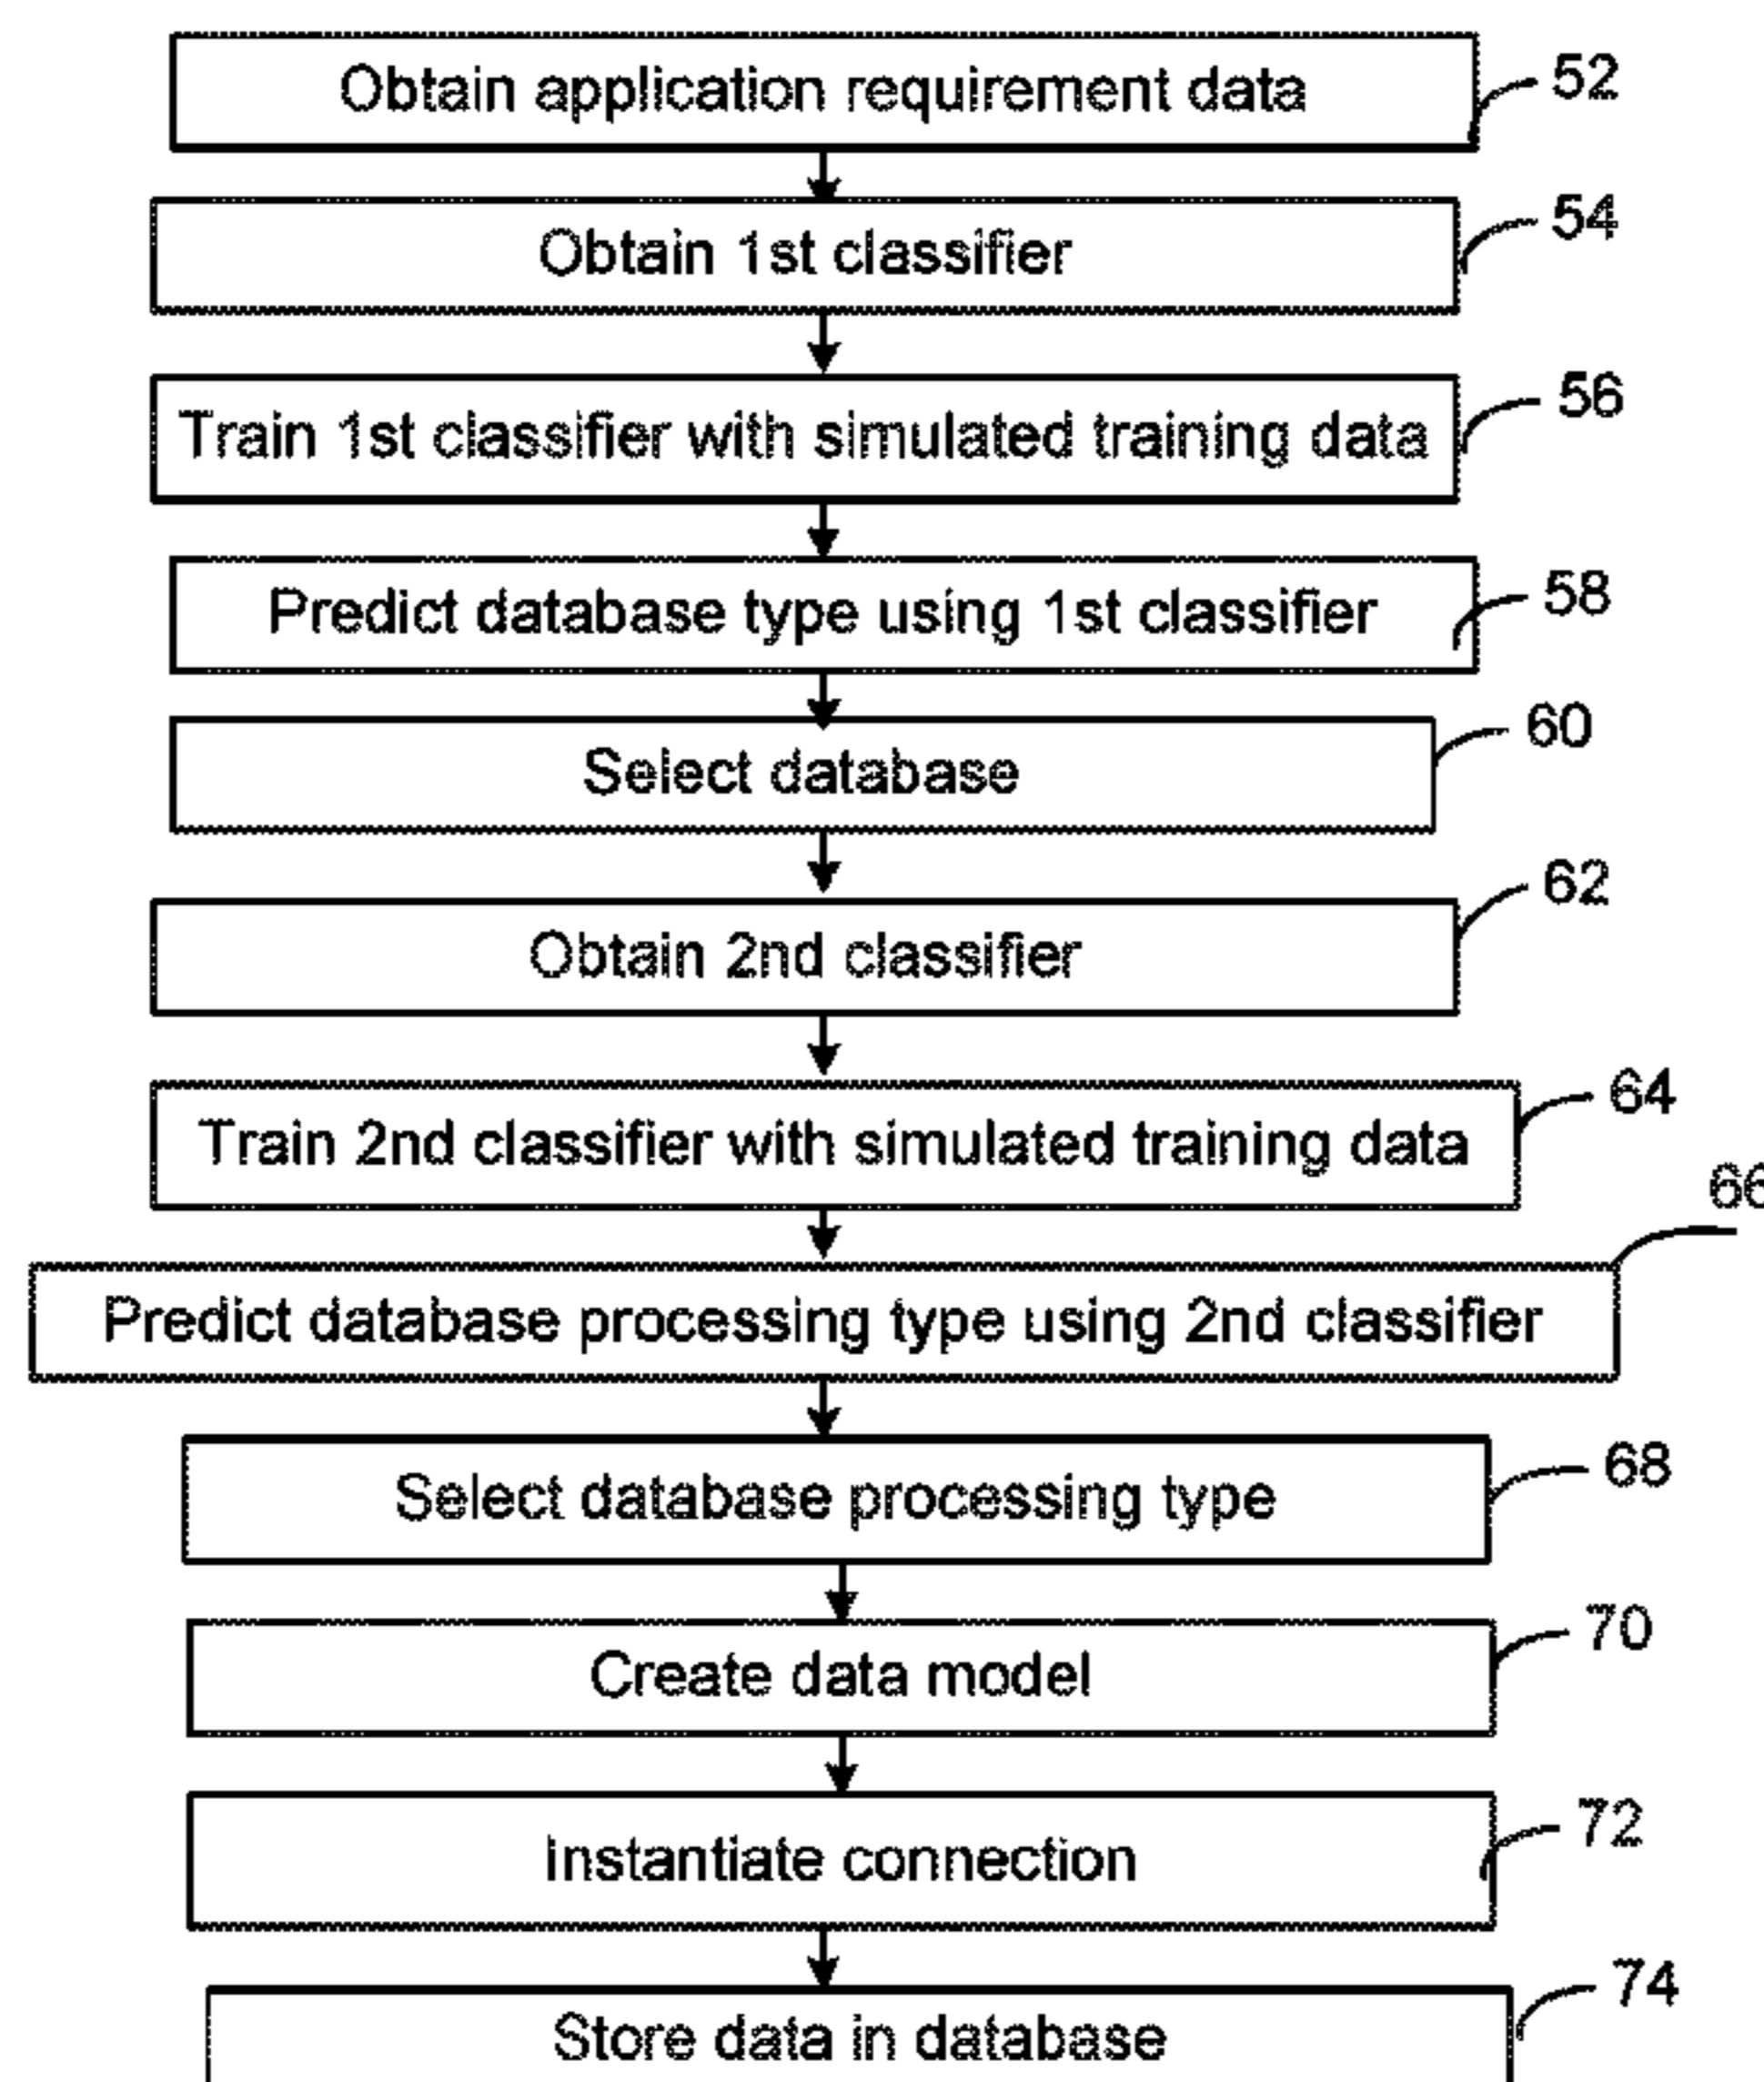 Obtain application requirement data
52
Obtain 1st classifier
54
Train 1st classifier with simulated training data
56
Predict database type using 1st classifier
58
Select database
60
Obtain 2nd classifier
62
Train 2nd classifier with simulated training data
64
Predict database processing type using 2nd classifier
66
Select database processing type
68
Create data model
70
Instantiate connection
72
Store data in database
74